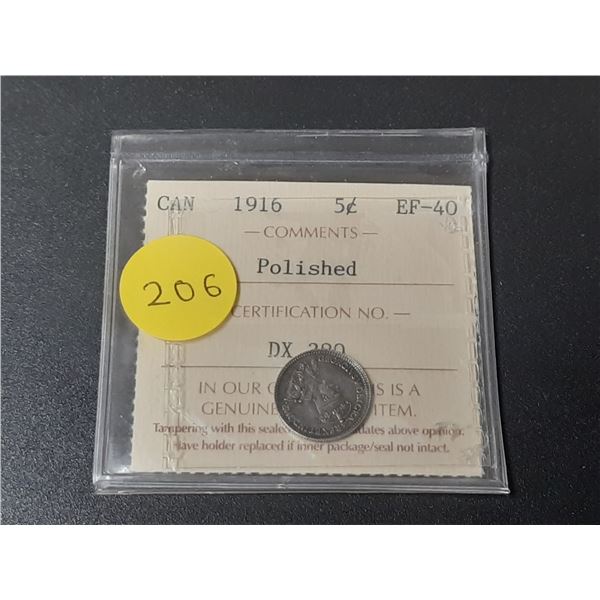 CAN 1916 5¢ EF-40
— COMMENTS —
Polished
206
CERTIFICATION NO. —
DX
IN OUR IS A
GENUINE ITEM.
Tampering with this above opinion.
Have holder replaced if inner package/seal not intact.